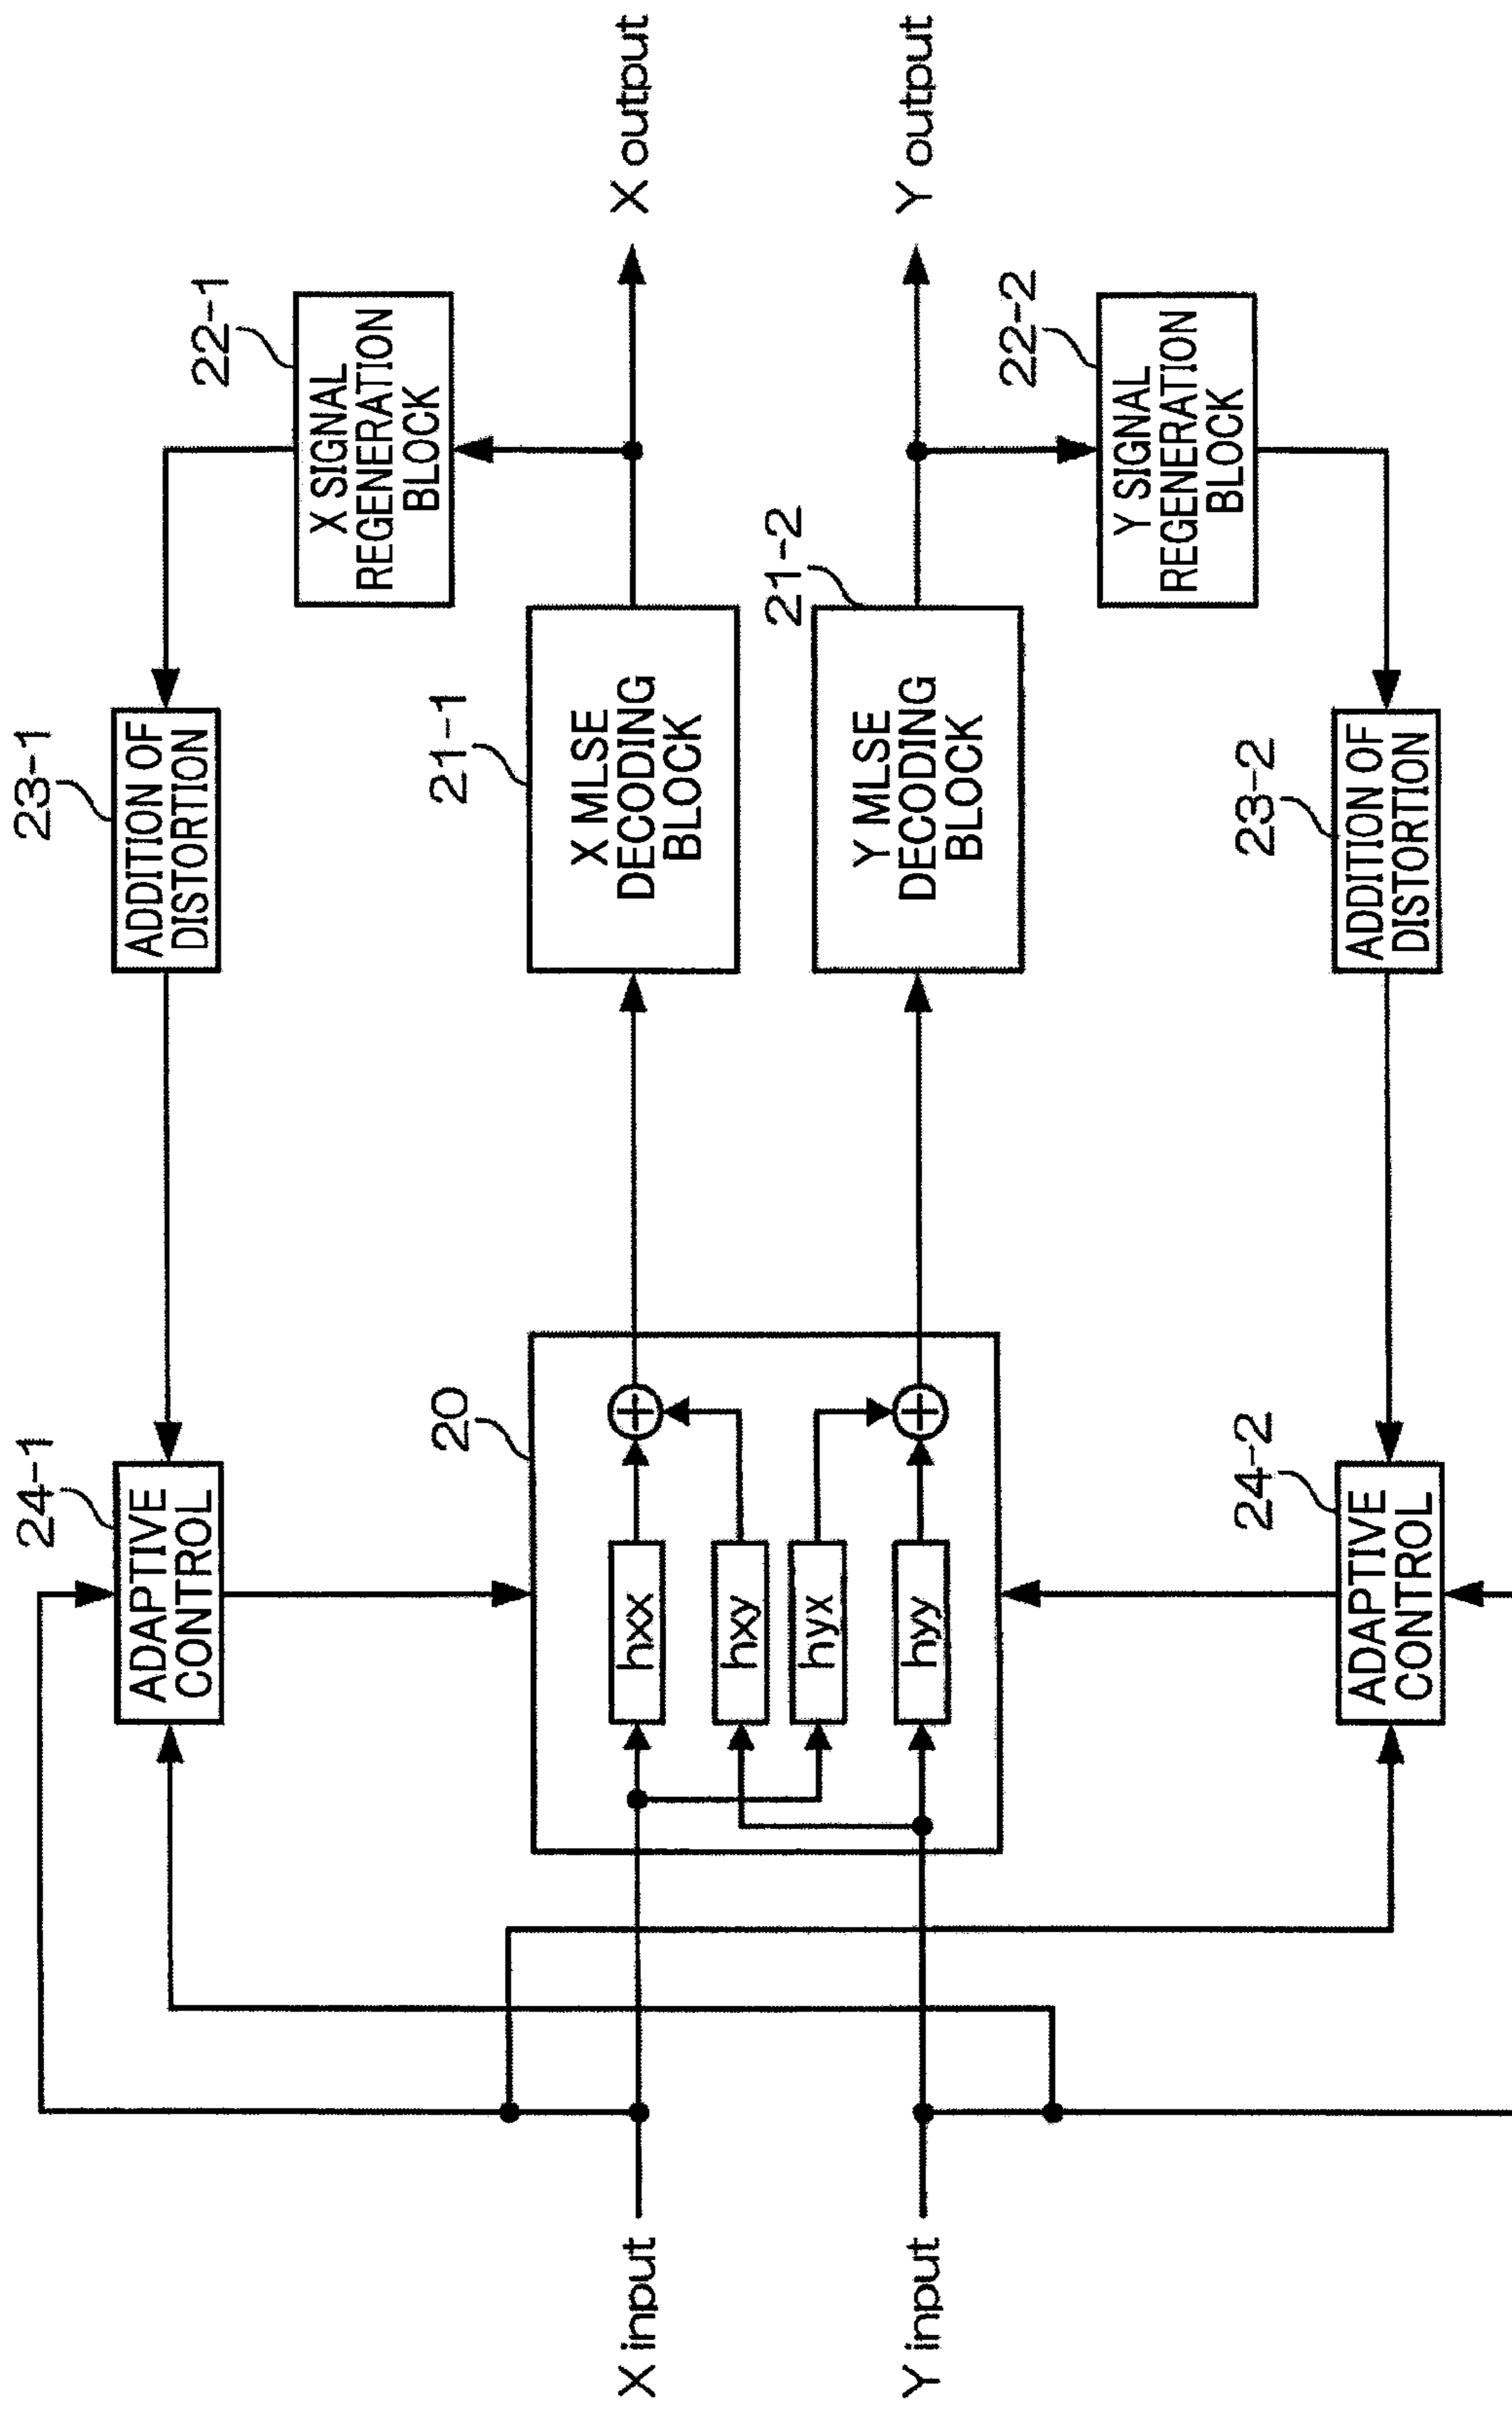 23-1
ADDITION OF
DISTORTION
24-1
ADAPTIVE
CONTROL
22-1
X SIGNAL
REGENERATION
BLOCK
X input
20
hxx
hxy
hyx
hyy
21-1
X MLSE
DECODING
BLOCK
X output
Y input
21-2
Y MLSE
DECODING
BLOCK
Y output
22-2
Y SIGNAL
REGENERATION
BLOCK
24-2
ADAPTIVE
CONTROL
23-2
ADDITION OF
DISTORTION